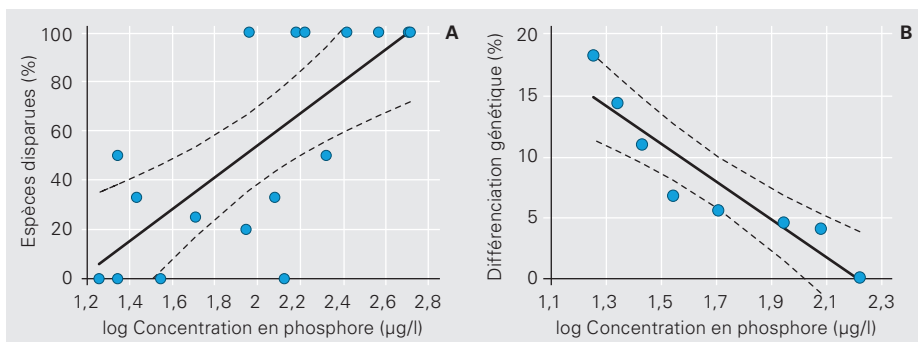 A
Espèces disparues (%)
100
80
60
40
20
0
1,2 1,4 1,6 1,8 2 2,2 2,4 2,6 2,8
log Concentration en phosphore (µg/l)
B
Différenciation génétique (%)
20
15
10
5
0
1,1 1,3 1,5 1,7 1,9 2,1 2,3
log Concentration en phosphore (µg/l)